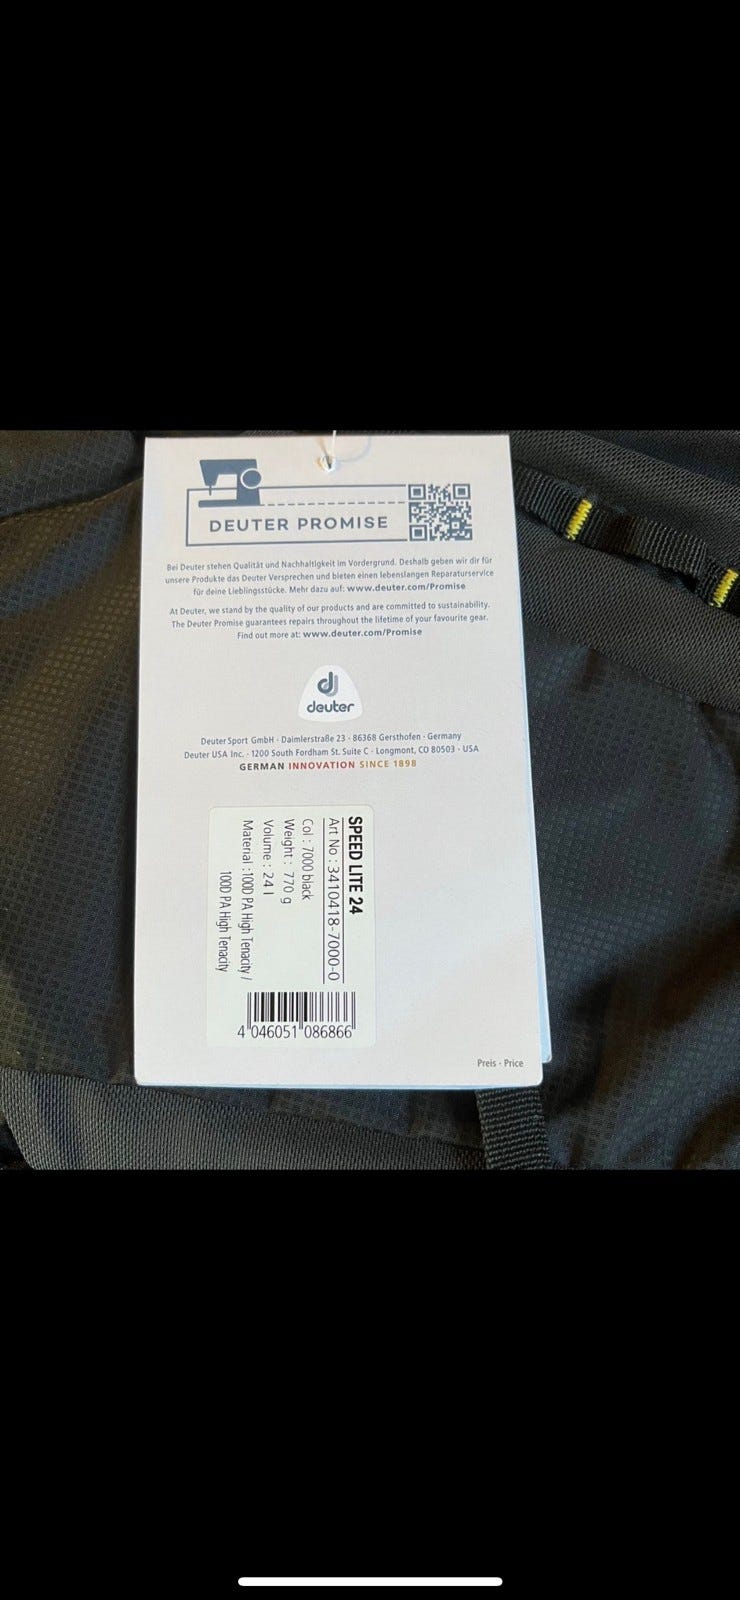 DEUTER PROMISE
Bei Deuter stehen Qualität und Nachhaltigkeit im Vordergrund. Deshalb geben wir dir für
unsere Produkte das Deuter Versprechen und bieten einen lebenslangen Reparaturservice
für deine Lieblingsstücke. Mehr dazu auf: www.deuter.com/Promise
At Deuter, we stand by the quality of our products and are committed to sustainability.
The Deuter Promise guarantees repairs throughout the lifetime of your favourite gear.
Find out more at: www.deuter.com/Promise
deuter
Deuter Sport GmbH · Daimlerstraße 23 · 86368 Gersthofen · Germany
Deuter USA Inc. · 1200 South Fordham St. Suite C · Longmont, CO 80503 · USA
GERMAN INNOVATION SINCE 1898
SPEED LITE 24
Art No : 3410418-7000-0
Col : 7000 black
Weight : 770 g
Volume : 24 l
Material :100D PA High Tenacity /
100D PA High Tenacity
4 046051 086866
Preis · Price